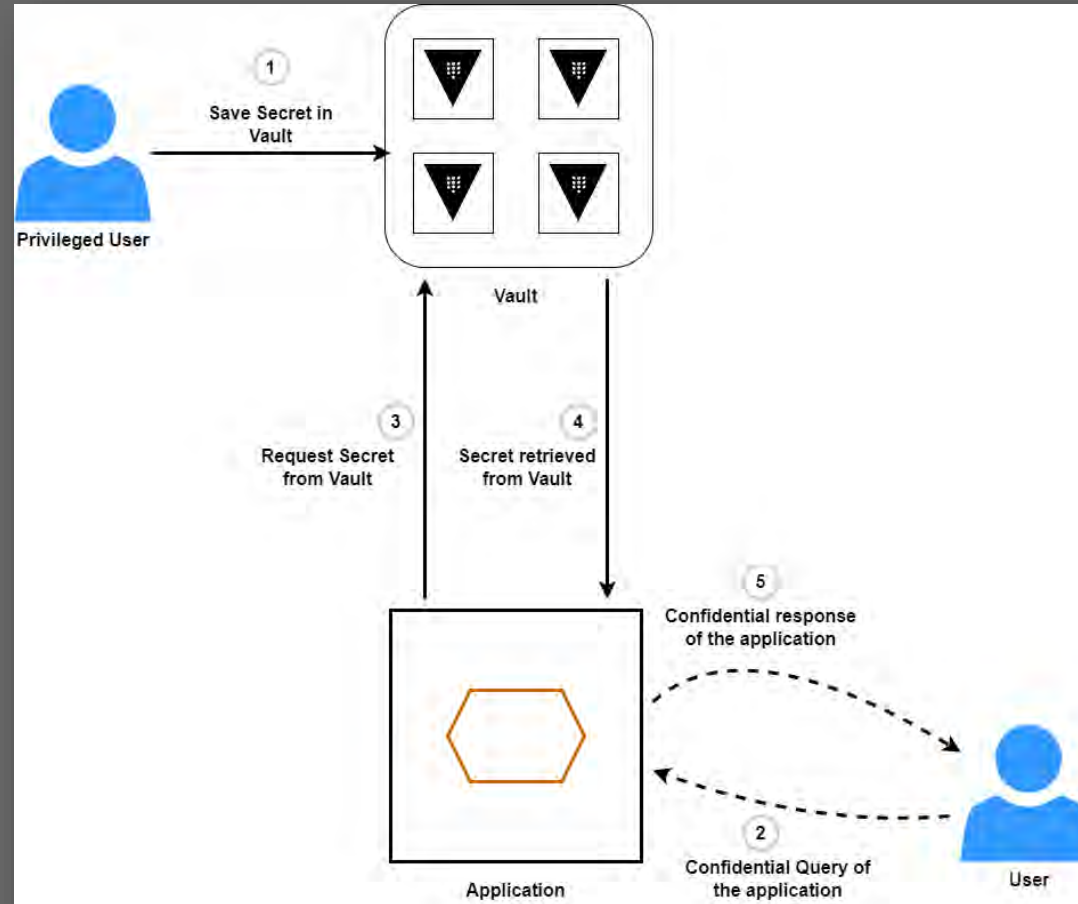 1
Save Secret in
Vault
Privileged User
Vault
3
Request Secret
from Vault
4
Secret retrieved
from Vault
5
Confidential response
of the application
2
Confidential Query of
the application
Application
User